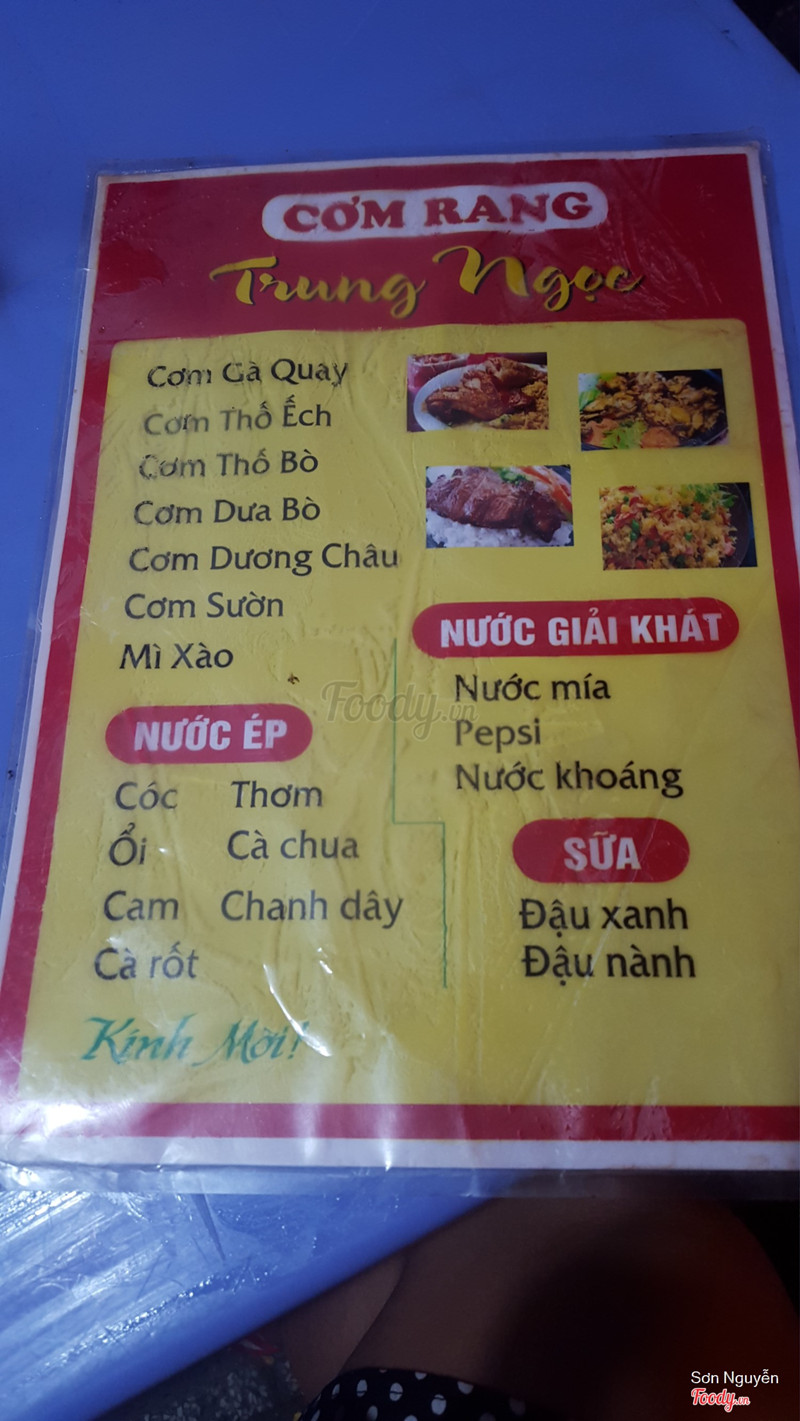 CƠM RANG
Trung Ngọc
Cơm Gà Quay
Cơm Thố Ếch
Cơm Thố Bò
Cơm Dưa Bò
Cơm Dương Châu
Cơm Sườn
Mì Xào
NƯỚC ÉP
Cóc Thơm
Ổi Cà chua
Cam Chanh dây
Cà rốt
NƯỚC GIẢI KHÁT
Nước mía
Pepsi
Nước khoáng
SỮA
Đậu xanh
Đậu nành
Kính Mời!
Foody.vn
Sơn Nguyễn
Foody.vn